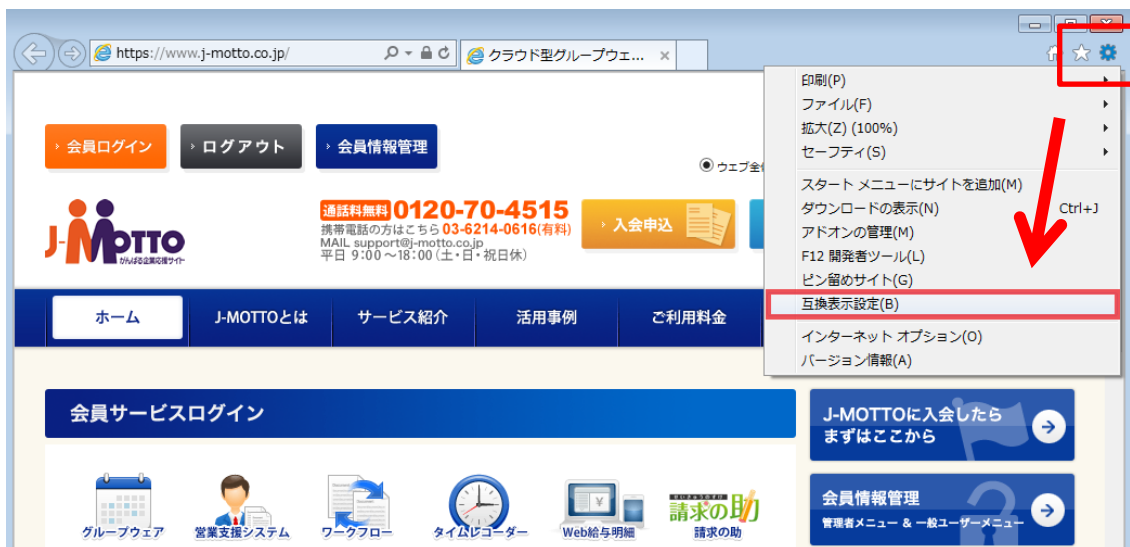 https://www.j-motto.co.jp/
クラウド型グループウェ...
印刷(P)
ファイル(F)
拡大(Z) (100%)
セーフティ(S)
スタート メニューにサイトを追加(M)
ダウンロードの表示(N) Ctrl+J
アドオンの管理(M)
F12 開発者ツール(L)
ピン留めサイト(G)
互換表示設定(B)
インターネット オプション(O)
バージョン情報(A)
会員ログイン
ログアウト
会員情報管理
ウェブ全
J-MOTTO
がんばる企業応援サイト
通話料無料 0120-70-4515
携帯電話の方はこちら 03-6214-0616(有料)
MAIL support@j-motto.co.jp
平日 9:00～18:00（土・日・祝日休）
入会申込
ホーム
J-MOTTOとは
サービス紹介
活用事例
ご利用料金
会員サービスログイン
グループウェア
営業支援システム
ワークフロー
タイムレコーダー
Web給与明細
請求の助
請求の助
J-MOTTOに入会したら
まずはここから
会員情報管理
管理者メニュー & 一般ユーザーメニュー